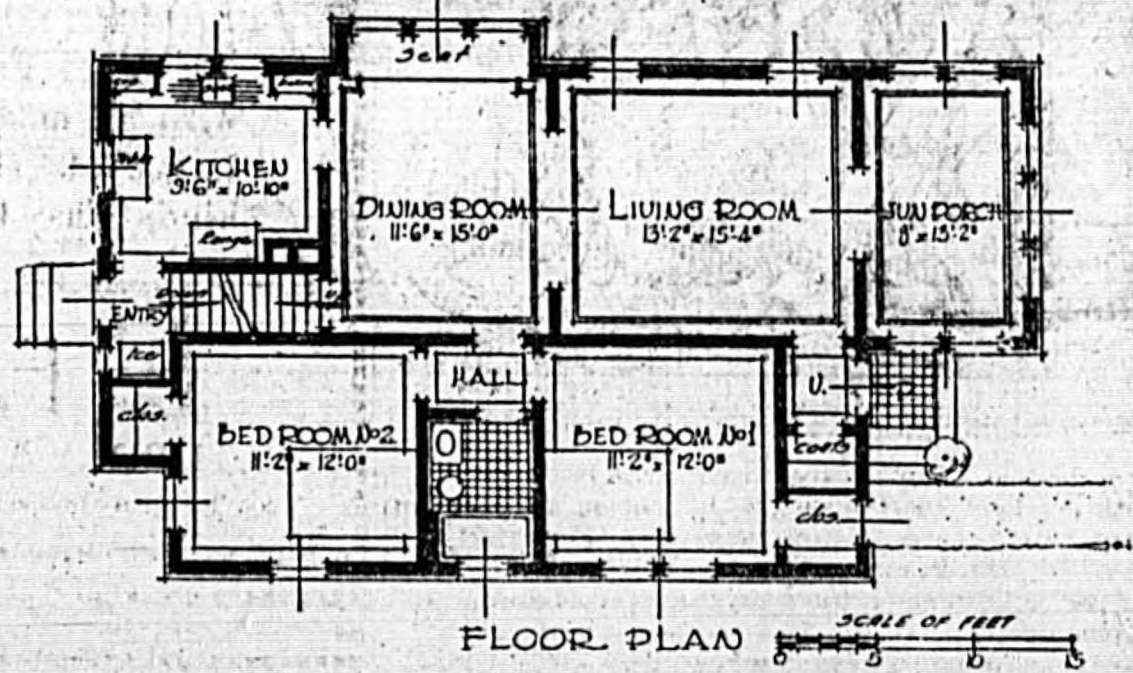 Seat
KITCHEN
9'-6" x 10'-10"
Range
DINING ROOM
11'-6" x 15'-0"
LIVING ROOM
13'-2" x 15'-4"
SUN PORCH
8' x 13'-2"
ENTRY
Down
Up
Ice
clos.
HALL
V.
BED ROOM No2
11'-2" x 12'-0"
BED ROOM No1
11'-2" x 12'-0"
coats
clos.
FLOOR PLAN
SCALE OF FEET
0 5 10 15